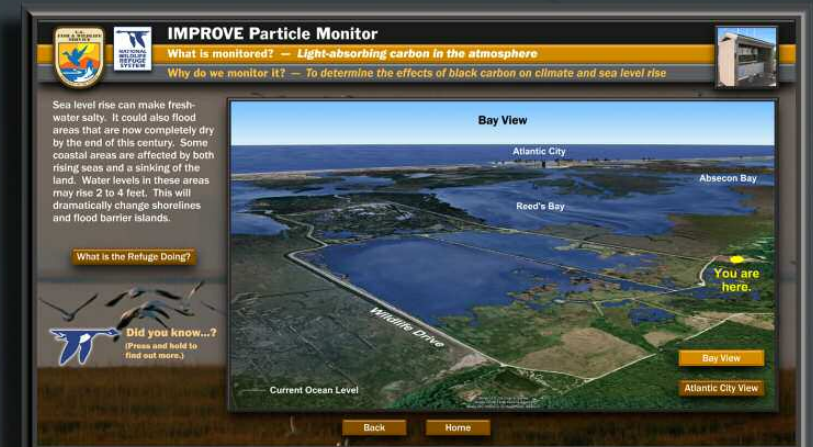 U.S.
FISH & WILDLIFE
SERVICE
NATIONAL
WILDLIFE
REFUGE
SYSTEM
IMPROVE Particle Monitor
What is monitored? — Light-absorbing carbon in the atmosphere
Why do we monitor it? — To determine the effects of black carbon on climate and sea level rise
Sea level rise can make fresh-
water salty. It could also flood
areas that are now completely dry
by the end of this century. Some
coastal areas are affected by both
rising seas and a sinking of the
land. Water levels in these areas
may rise 2 to 4 feet. This will
dramatically change shorelines
and flood barrier islands.
What is the Refuge Doing?
Did you know...?
(Press and hold to
find out more.)
Bay View
Atlantic City
Absecon Bay
Reed's Bay
You are
here.
Wildlife Drive
Current Ocean Level
Bay View
Atlantic City View
Back
Home